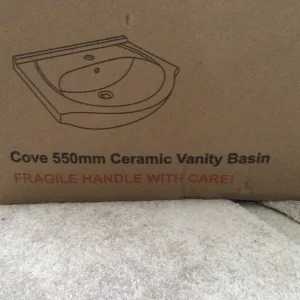 Cove 550mm Ceramic Vanity Basin
FRAGILE HANDLE WITH CARE!